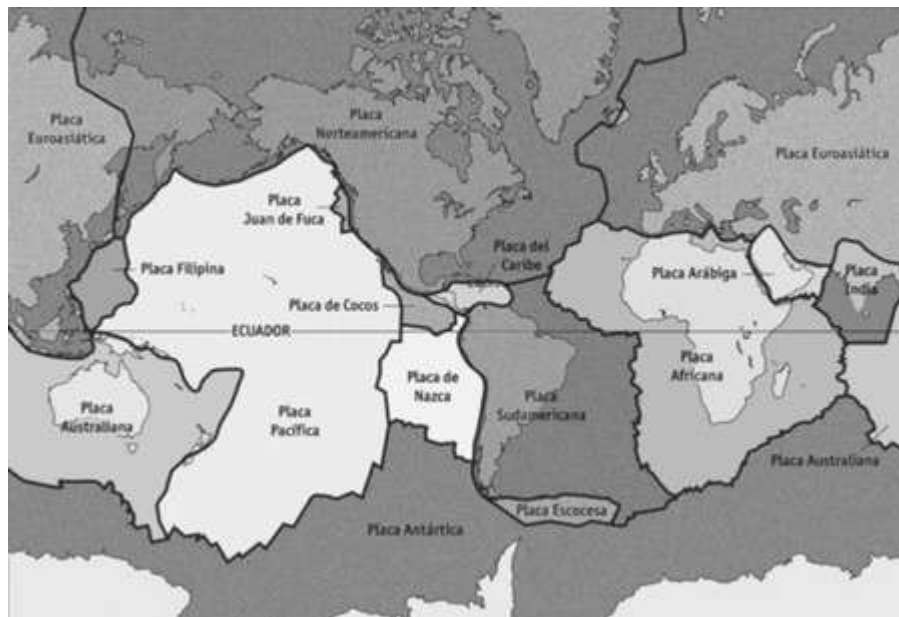 Placa
Euroasiática
Placa
Norteamericana
Placa Euroasiática
Placa
Juan de Fuca
Placa del
Caribe
Placa Filipina
Placa Arábiga
Placa
India
Placa de Cocos
ECUADOR
Placa
Africana
Placa de
Nazca
Placa
Sudamericana
Placa
Australiana
Placa
Pacífica
Placa Australiana
Placa Escocesa
Placa Antártica